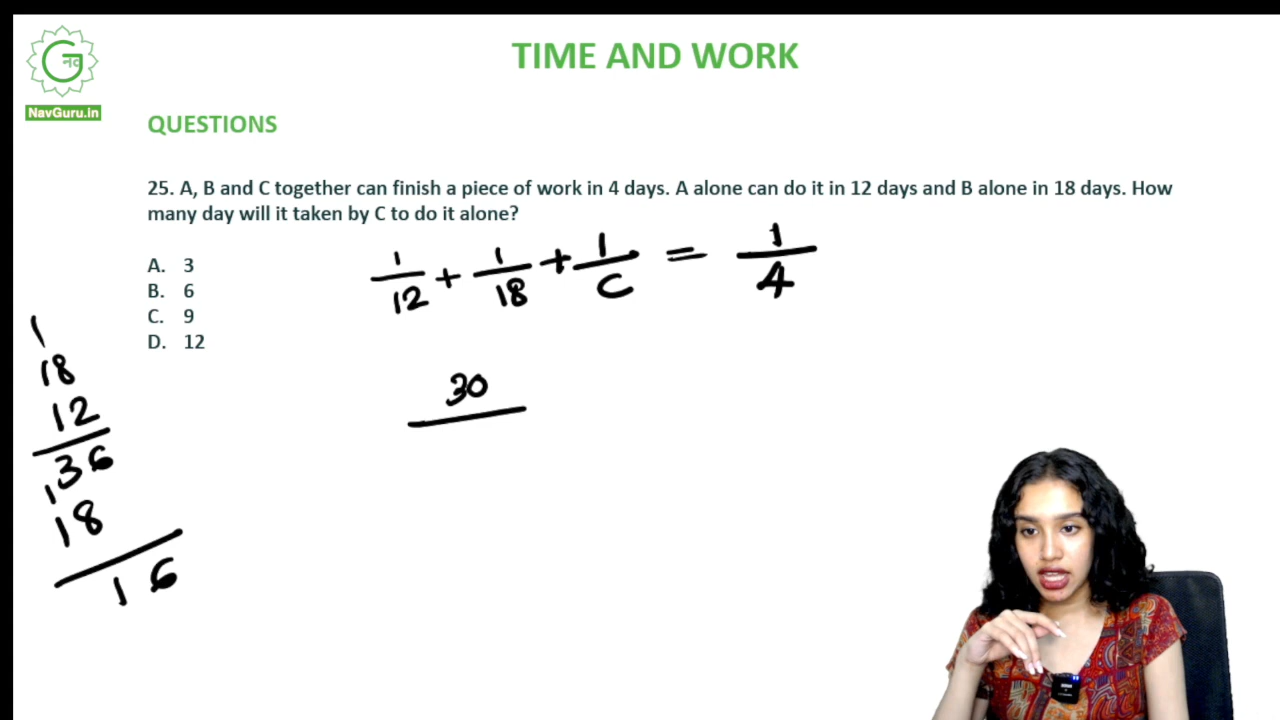 TIME AND WORK
नव
NavGuru.in
QUESTIONS
25. A, B and C together can finish a piece of work in 4 days. A alone can do it in 12 days and B alone in 18 days. How
many day will it taken by C to do it alone?
A. 3
B. 6
C. 9
D. 12
1/12 + 1/18 + 1/C = 1/4
30
1
18
12
36
1
18
16